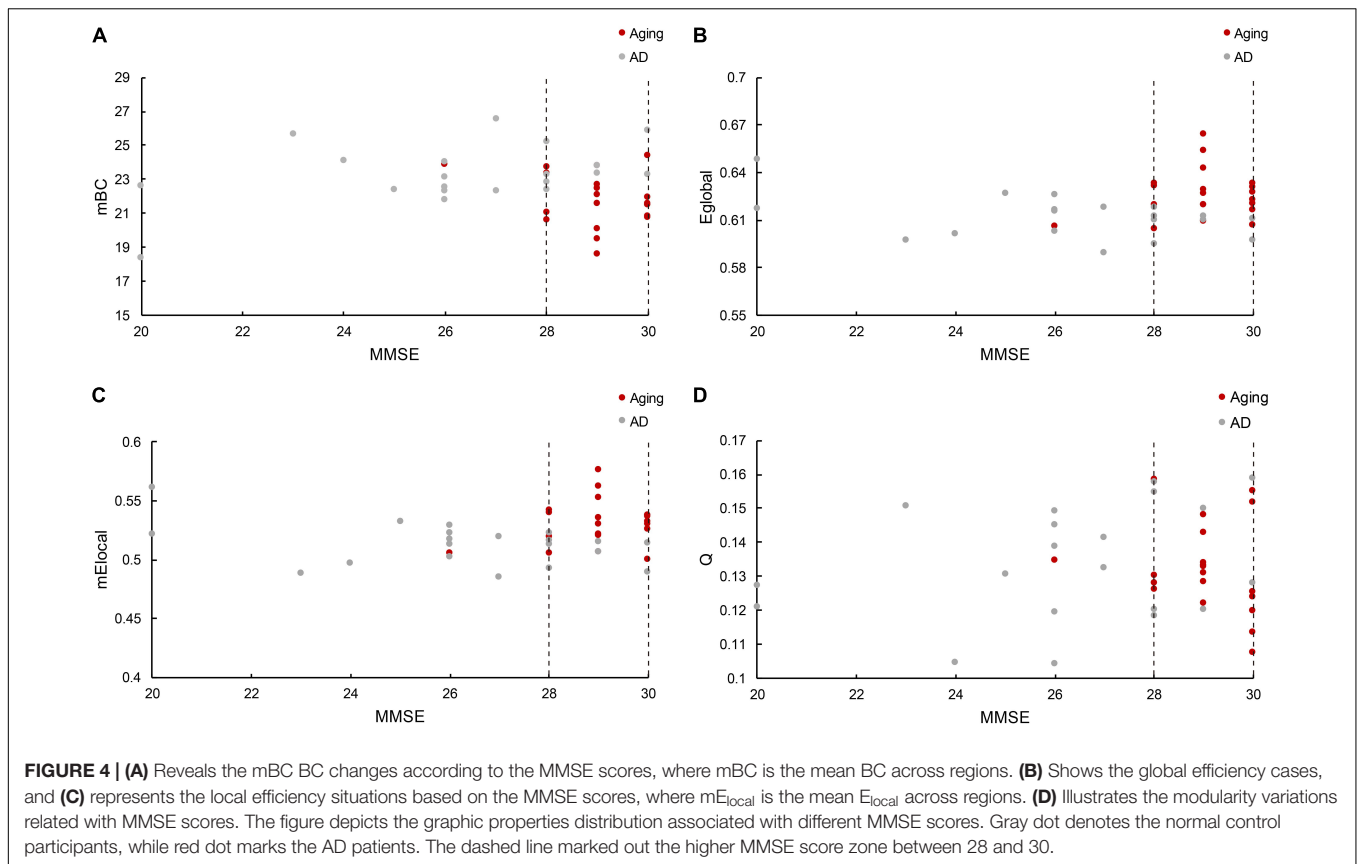 A
Aging
AD
29
27
25
23
21
19
17
15
mBC
20 22 24 26 28 30
MMSE
B
Aging
AD
0.7
0.67
0.64
0.61
0.58
0.55
Eglobal
20 22 24 26 28 30
MMSE
C
Aging
AD
0.6
0.55
0.5
0.45
0.4
mElocal
20 22 24 26 28 30
MMSE
D
Aging
AD
0.17
0.16
0.15
0.14
0.13
0.12
0.11
0.1
Q
20 22 24 26 28 30
MMSE
FIGURE 4 | (A) Reveals the mBC BC changes according to the MMSE scores, where mBC is the mean BC across regions. (B) Shows the global efficiency cases,
and (C) represents the local efficiency situations based on the MMSE scores, where mElocal is the mean Elocal across regions. (D) Illustrates the modularity variations
related with MMSE scores. The figure depicts the graphic properties distribution associated with different MMSE scores. Gray dot denotes the normal control
participants, while red dot marks the AD patients. The dashed line marked out the higher MMSE score zone between 28 and 30.